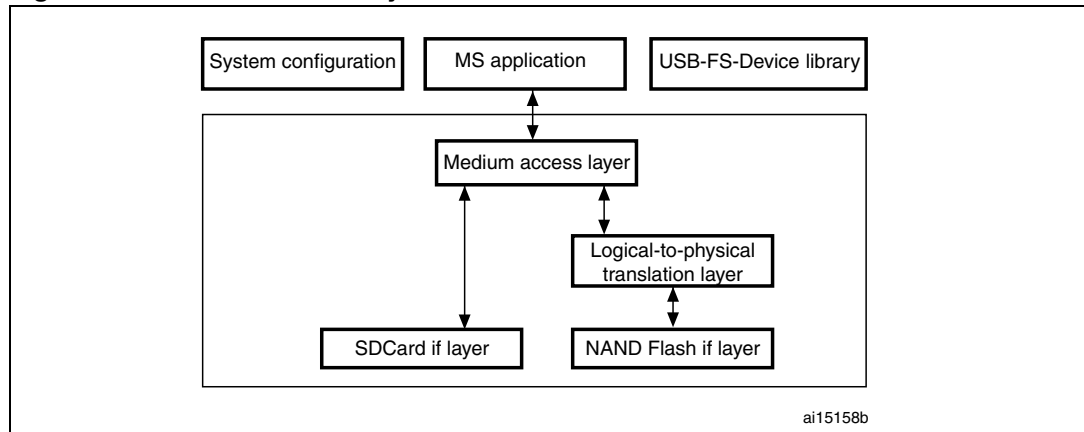 System configuration
MS application
USB-FS-Device library
Medium access layer
Logical-to-physical
translation layer
SDCard if layer
NAND Flash if layer
ai15158b